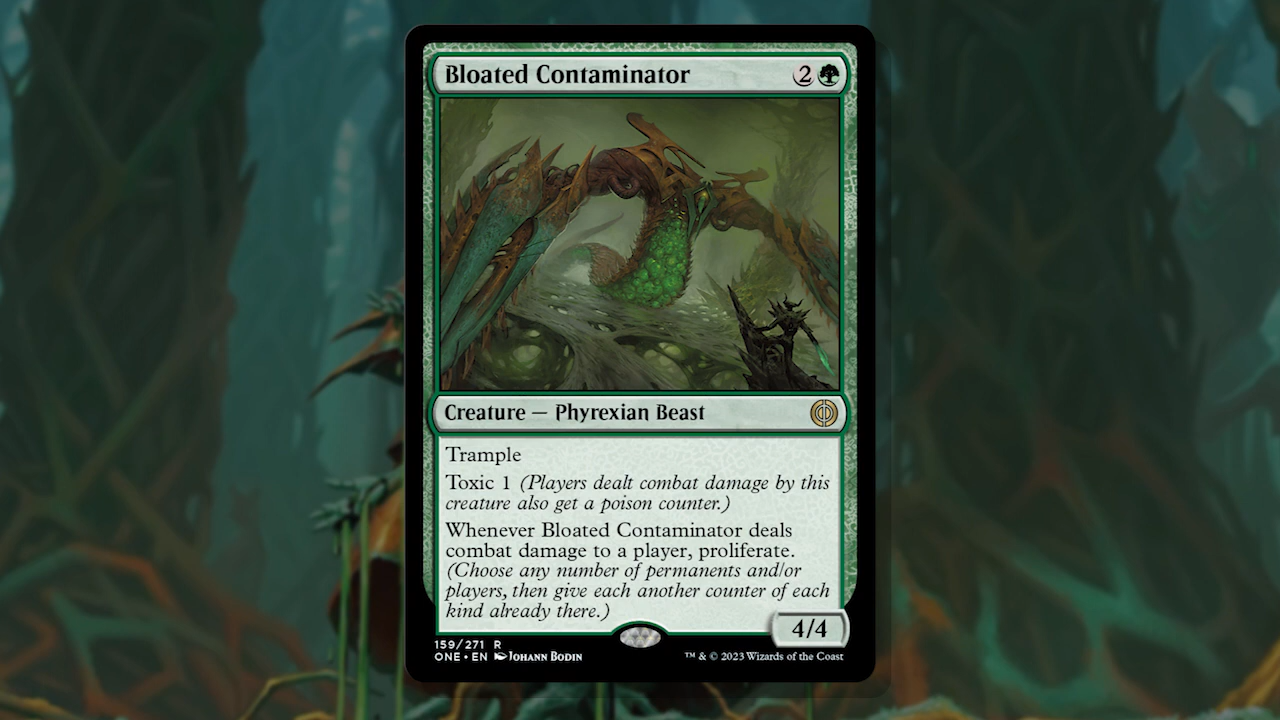 Bloated Contaminator 2
Creature — Phyrexian Beast
Trample
Toxic 1 (Players dealt combat damage by this
creature also get a poison counter.)
Whenever Bloated Contaminator deals
combat damage to a player, proliferate.
(Choose any number of permanents and/or
players, then give each another counter of each
kind already there.)
4/4
159/271 R
ONE • EN Johann Bodin
™ & © 2023 Wizards of the Coast